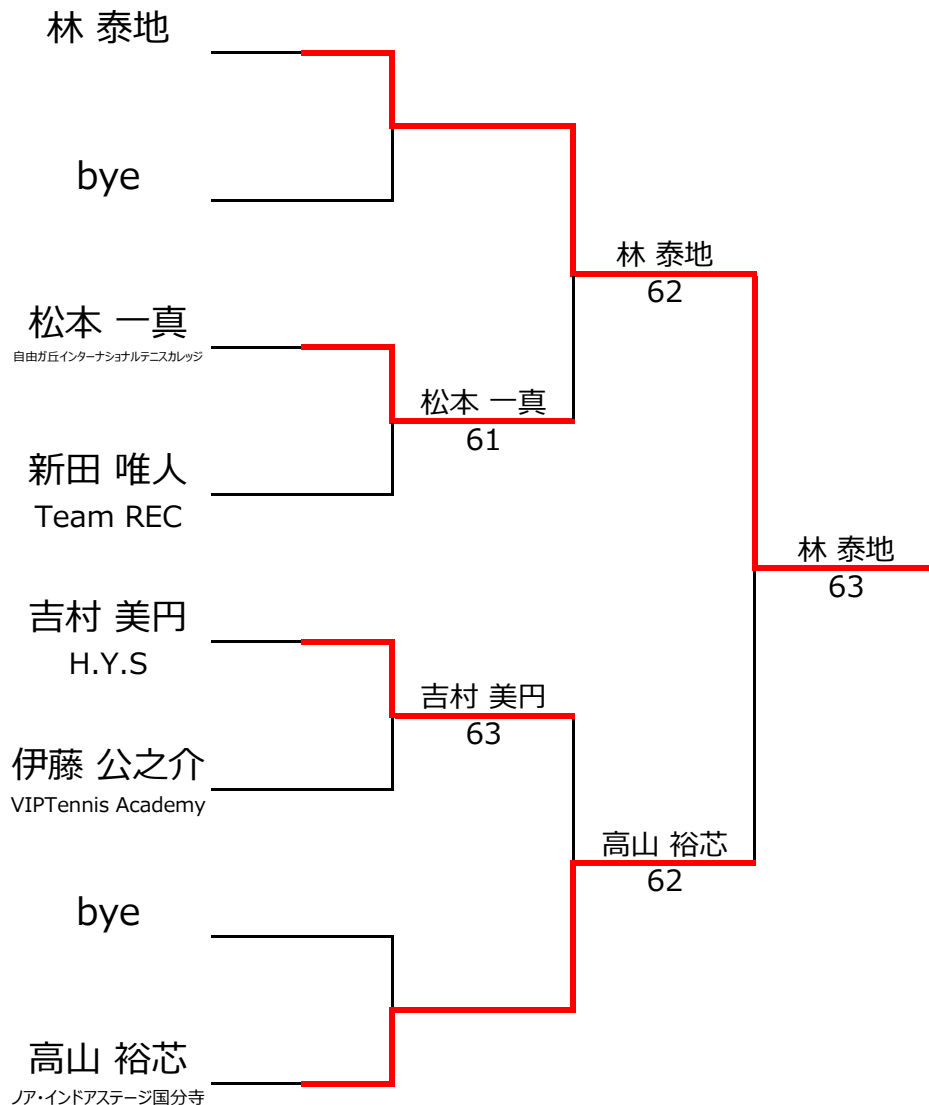 林 泰地
bye
松本 一真
自由ガ丘インターナショナルテニスカレッジ
新田 唯人
Team REC
吉村 美円
H.Y.S
伊藤 公之介
VIPTennis Academy
bye
高山 裕芯
ノア・インドアステージ国分寺
松本 一真
61
吉村 美円
63
林 泰地
62
高山 裕芯
62
林 泰地
63